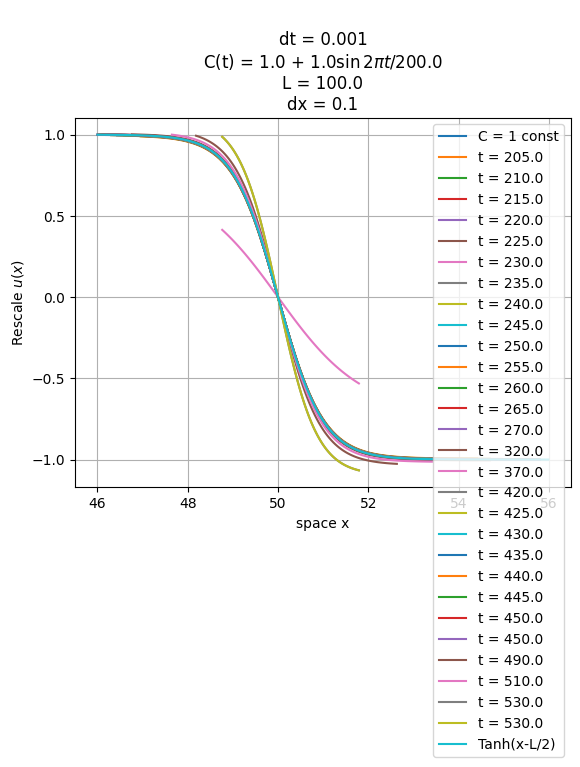 dt = 0.001
C(t) = 1.0 + 1.0sin 2πt/200.0
L = 100.0
dx = 0.1
1.0
0.5
0.0
−0.5
−1.0
Rescale u(x)
46
48
50
52
54
56
space x
C = 1 const
t = 205.0
t = 210.0
t = 215.0
t = 220.0
t = 225.0
t = 230.0
t = 235.0
t = 240.0
t = 245.0
t = 250.0
t = 255.0
t = 260.0
t = 265.0
t = 270.0
t = 320.0
t = 370.0
t = 420.0
t = 425.0
t = 430.0
t = 435.0
t = 440.0
t = 445.0
t = 450.0
t = 450.0
t = 490.0
t = 510.0
t = 530.0
t = 530.0
Tanh(x-L/2)